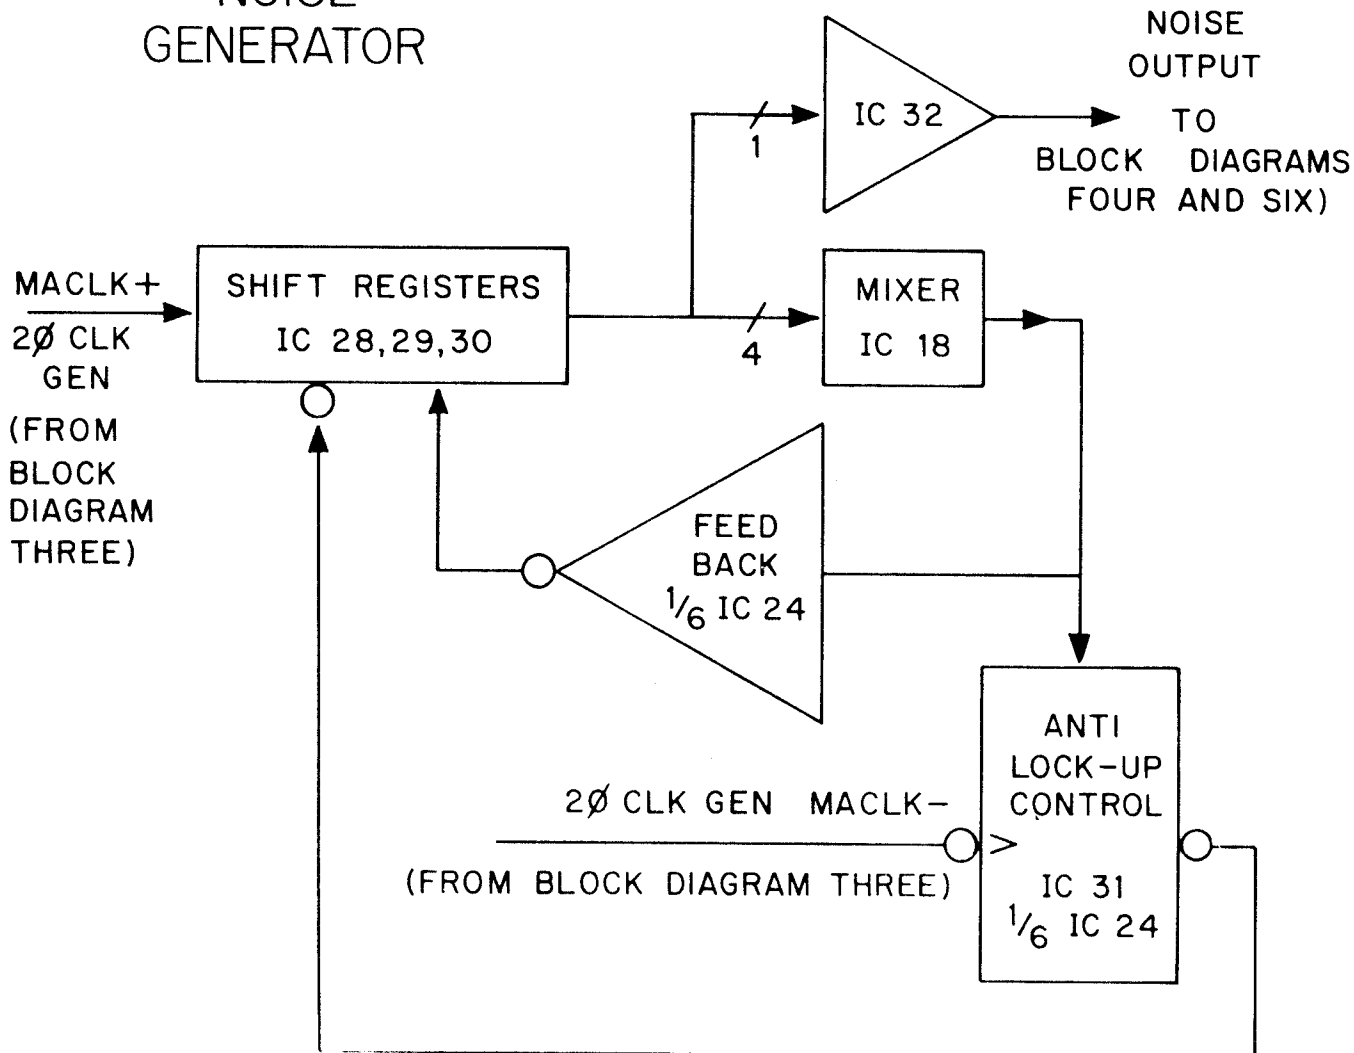 NOISE
GENERATOR
NOISE
OUTPUT
TO
BLOCK DIAGRAMS
FOUR AND SIX)
IC 32
1
MACLK+
2Ø CLK
GEN
(FROM
BLOCK
DIAGRAM
THREE)
SHIFT REGISTERS
IC 28,29,30
4
MIXER
IC 18
FEED
BACK
1/6 IC 24
2Ø CLK GEN MACLK-
(FROM BLOCK DIAGRAM THREE)
>
ANTI
LOCK-UP
CONTROL
IC 31
1/6 IC 24